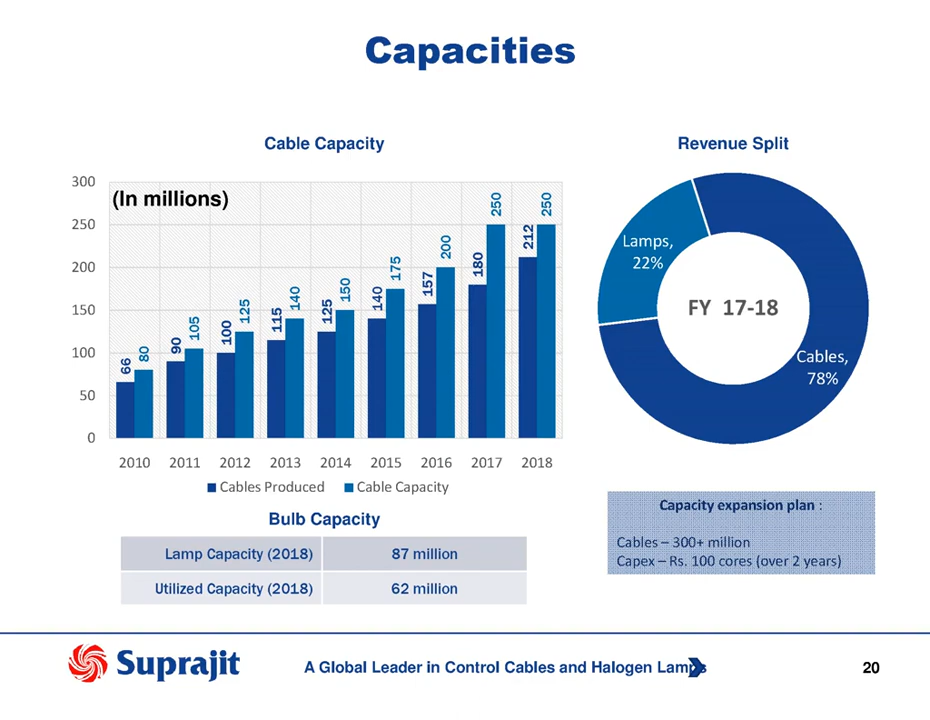 Capacities
Cable Capacity
(In millions)
300
250
200
150
100
50
0
66
80
90
105
100
125
115
140
125
150
140
175
157
200
180
250
212
250
2010 2011 2012 2013 2014 2015 2016 2017 2018
Cables Produced Cable Capacity
Revenue Split
Lamps,
22%
FY 17-18
Cables,
78%
Bulb Capacity
Lamp Capacity (2018) 87 million
Utilized Capacity (2018) 62 million
Capacity expansion plan :
Cables – 300+ million
Capex – Rs. 100 cores (over 2 years)
Suprajit
A Global Leader in Control Cables and Halogen Lamps
20